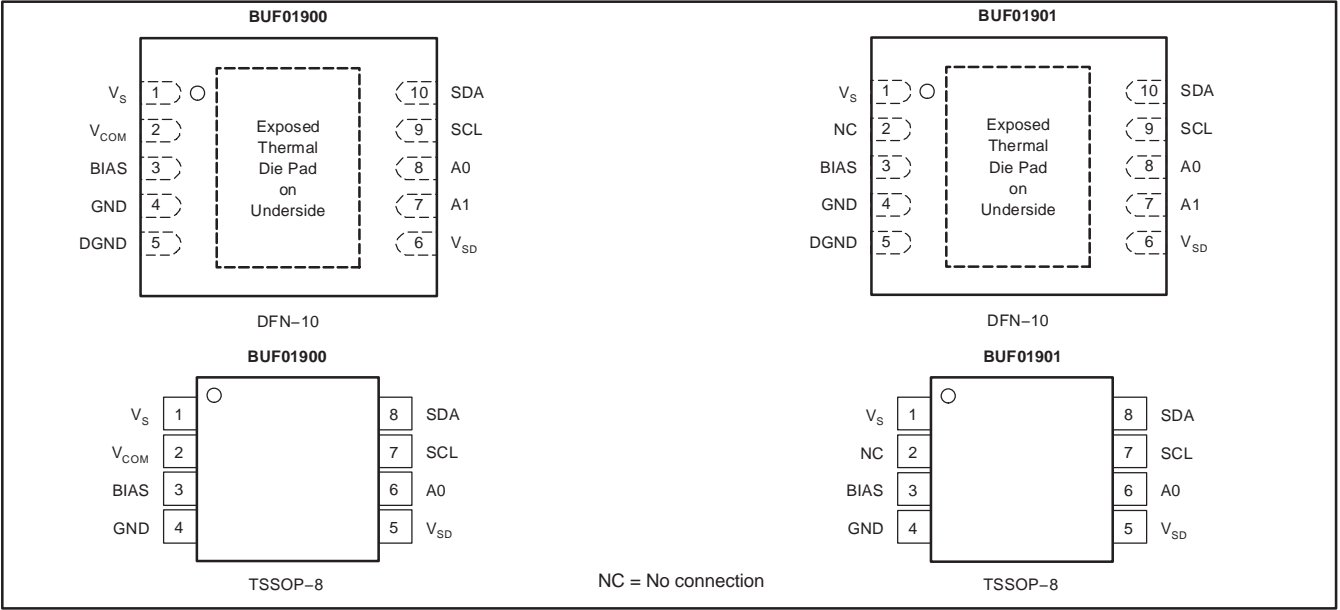 BUF01900
V_S 1
V_COM 2
BIAS 3
GND 4
DGND 5
Exposed
Thermal
Die Pad
on
Underside
10 SDA
9 SCL
8 A0
7 A1
6 V_SD
DFN−10
BUF01901
V_S 1
NC 2
BIAS 3
GND 4
DGND 5
Exposed
Thermal
Die Pad
on
Underside
10 SDA
9 SCL
8 A0
7 A1
6 V_SD
DFN−10
BUF01900
V_S 1
V_COM 2
BIAS 3
GND 4
8 SDA
7 SCL
6 A0
5 V_SD
TSSOP−8
BUF01901
V_S 1
NC 2
BIAS 3
GND 4
8 SDA
7 SCL
6 A0
5 V_SD
TSSOP−8
NC = No connection